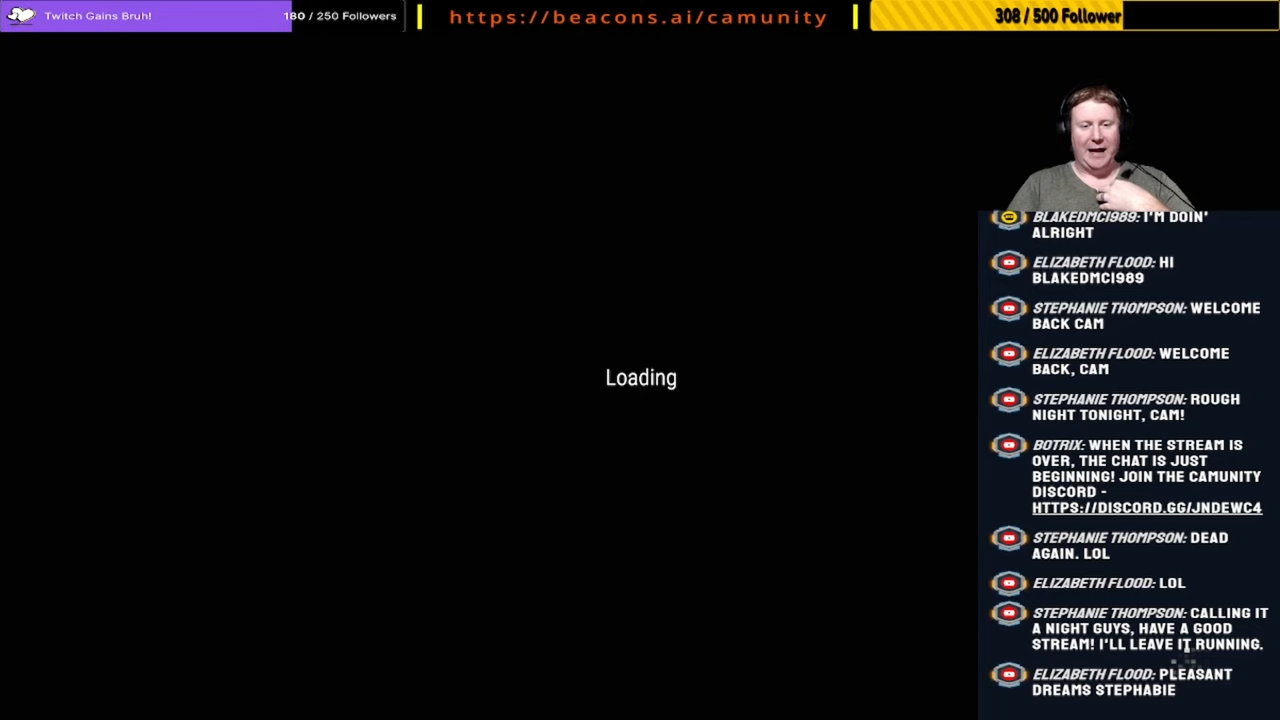 Twitch Gains Bruh!
180 / 250 Followers
https://beacons.ai/camunity
308 / 500 Follower
Loading
BLAKEDMC1989: I'M DOIN'
ALRIGHT
ELIZABETH FLOOD: HI
BLAKEDMC1989
STEPHANIE THOMPSON: WELCOME
BACK CAM
ELIZABETH FLOOD: WELCOME
BACK, CAM
STEPHANIE THOMPSON: ROUGH
NIGHT TONIGHT, CAM!
BOTRIX: WHEN THE STREAM IS
OVER, THE CHAT IS JUST
BEGINNING! JOIN THE CAMUNITY
DISCORD -
HTTPS://DISCORD.GG/JNDEWC4
STEPHANIE THOMPSON: DEAD
AGAIN. LOL
ELIZABETH FLOOD: LOL
STEPHANIE THOMPSON: CALLING IT
A NIGHT GUYS, HAVE A GOOD
STREAM! I'LL LEAVE IT RUNNING.
ELIZABETH FLOOD: PLEASANT
DREAMS STEPHABIE